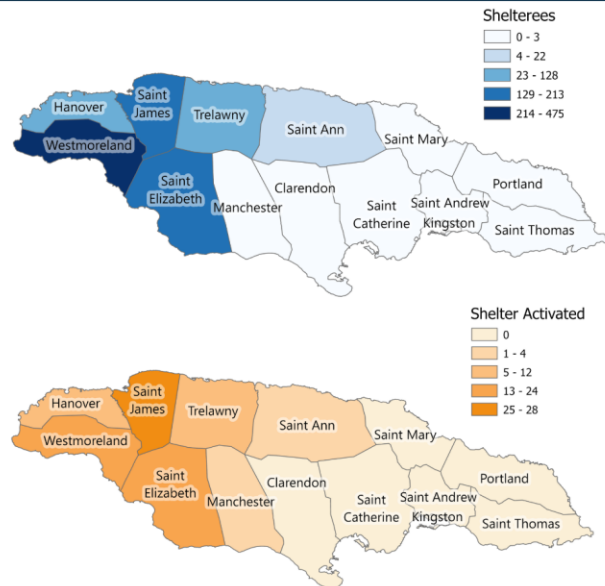 Shelterees
0 - 3
4 - 22
23 - 128
129 - 213
214 - 475
Hanover
Saint
James
Trelawny
Saint Ann
Saint Mary
Westmoreland
Saint
Elizabeth
Manchester
Clarendon
Saint
Catherine
Saint Andrew
Kingston
Portland
Saint Thomas
Shelter Activated
0
1 - 4
5 - 12
13 - 24
25 - 28
Hanover
Saint
James
Trelawny
Saint Ann
Saint Mary
Westmoreland
Saint
Elizabeth
Manchester
Clarendon
Saint
Catherine
Saint Andrew
Kingston
Portland
Saint Thomas